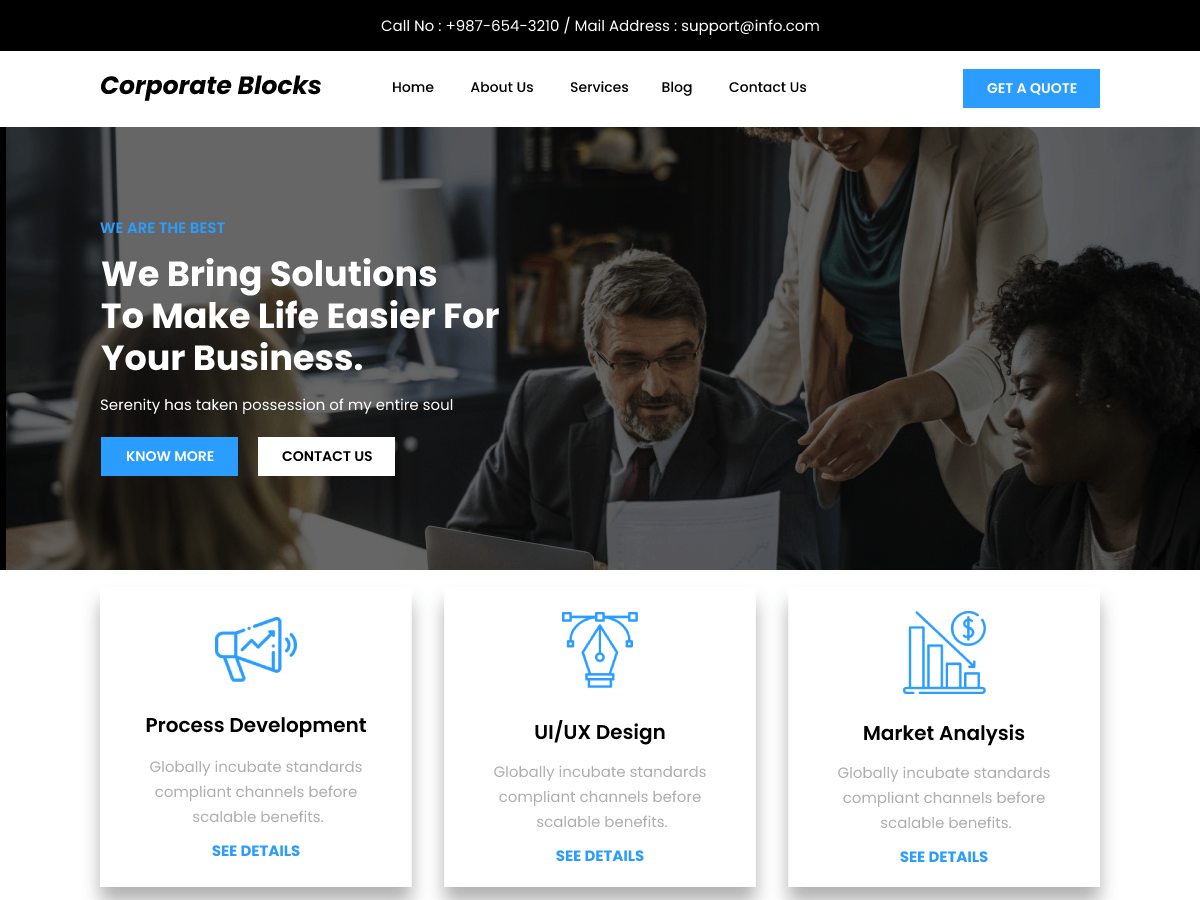 Call No : +987-654-3210 / Mail Address : support@info.com
Corporate Blocks
Home
About Us
Services
Blog
Contact Us
GET A QUOTE
WE ARE THE BEST
We Bring Solutions
To Make Life Easier For
Your Business.
Serenity has taken possession of my entire soul
KNOW MORE
CONTACT US
Process Development
Globally incubate standards
compliant channels before
scalable benefits.
SEE DETAILS
UI/UX Design
Globally incubate standards
compliant channels before
scalable benefits.
SEE DETAILS
$
Market Analysis
Globally incubate standards
compliant channels before
scalable benefits.
SEE DETAILS